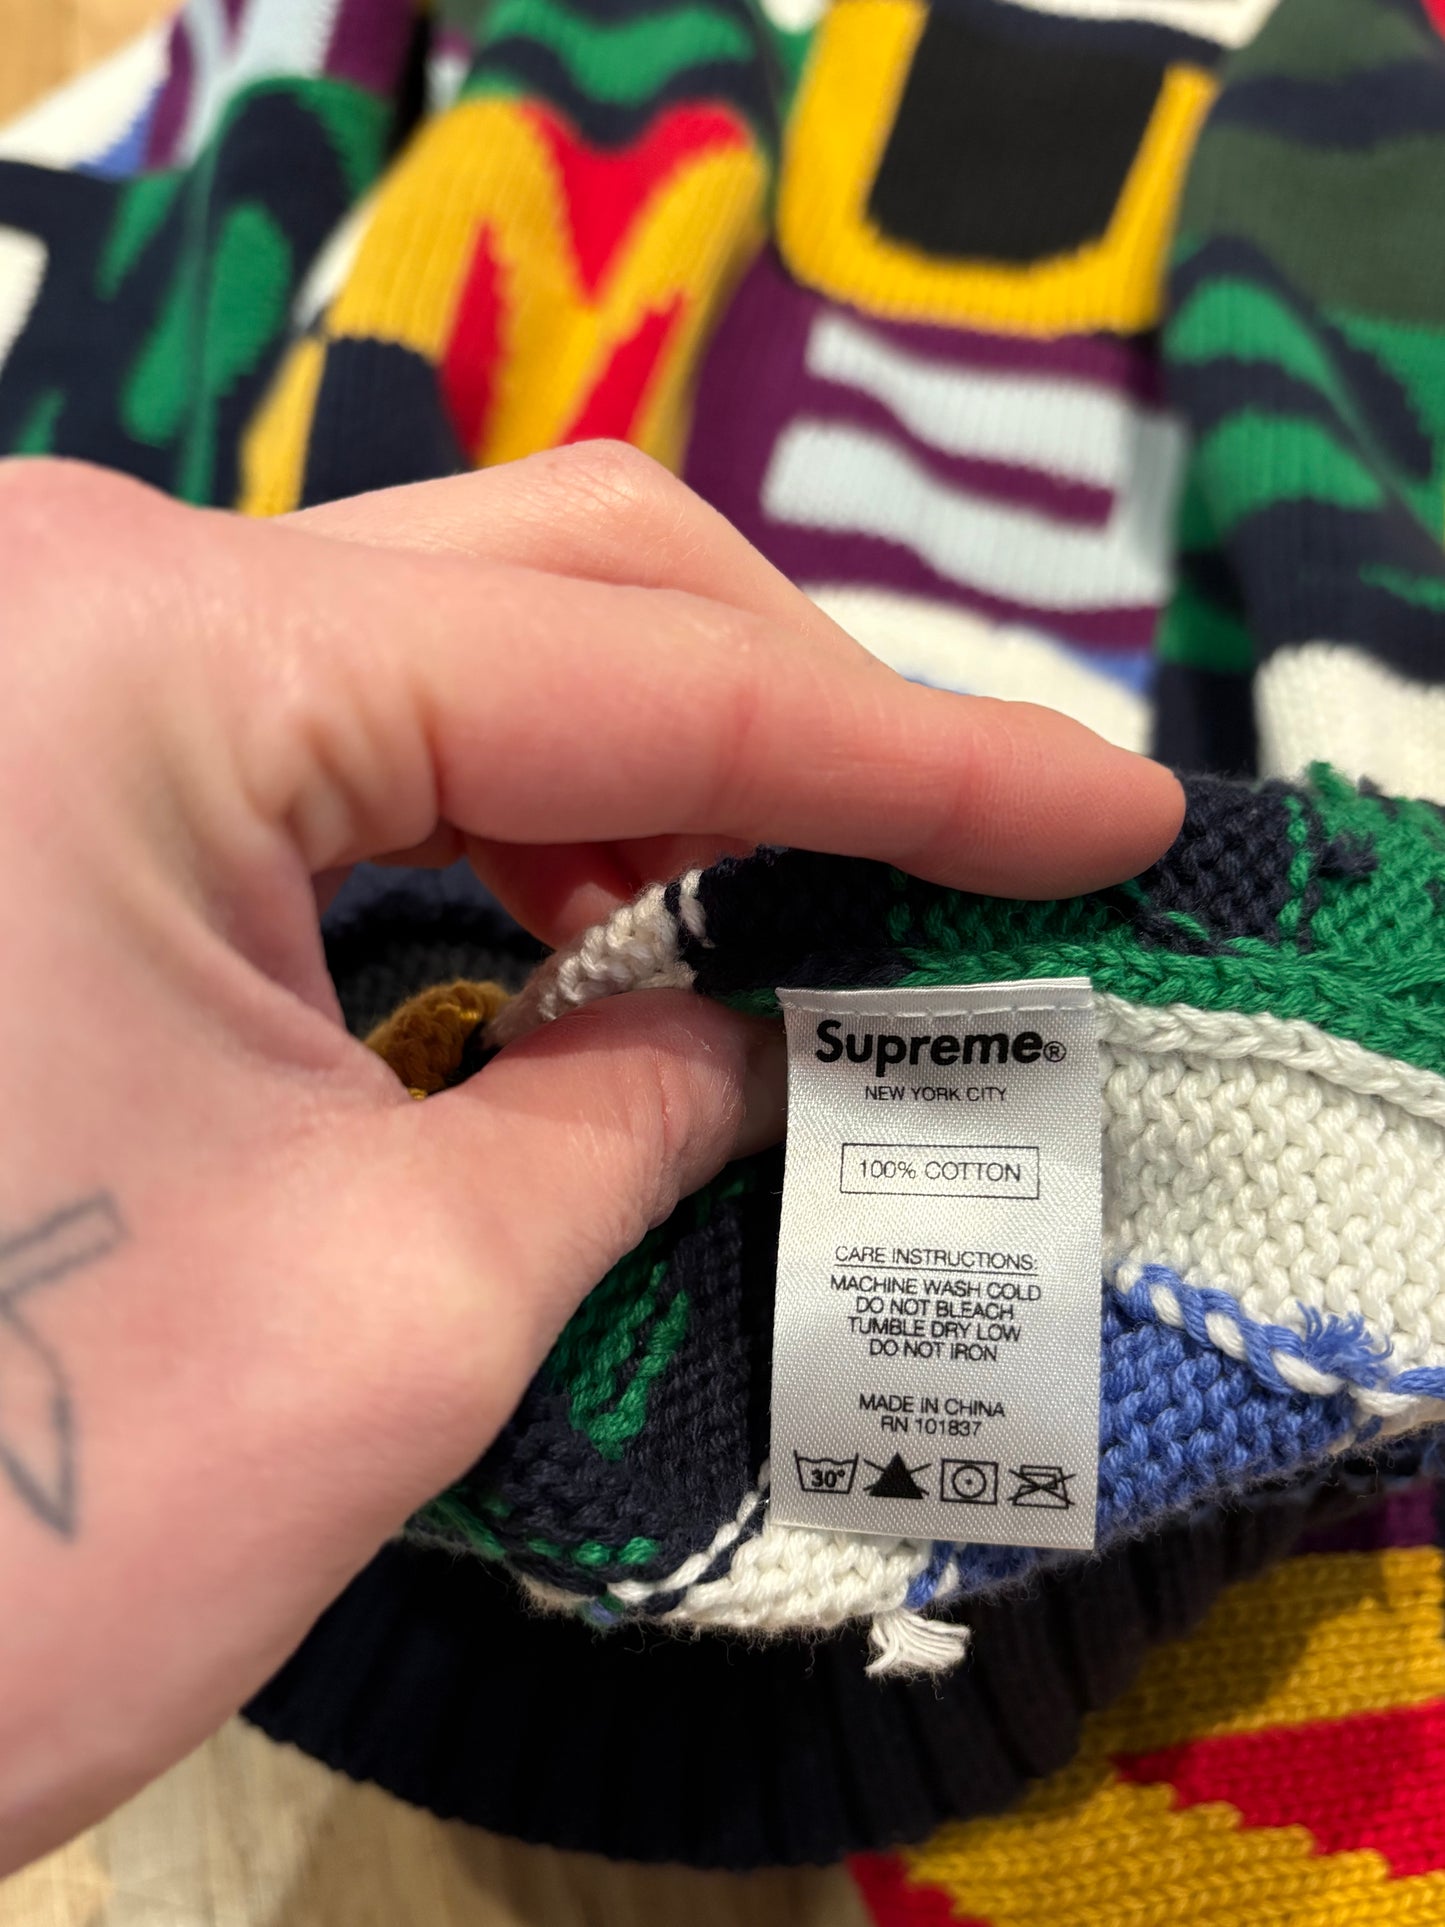 Supreme®
NEW YORK CITY
100% COTTON
CARE INSTRUCTIONS:
MACHINE WASH COLD
DO NOT BLEACH
TUMBLE DRY LOW
DO NOT IRON
MADE IN CHINA
RN 101837
30°